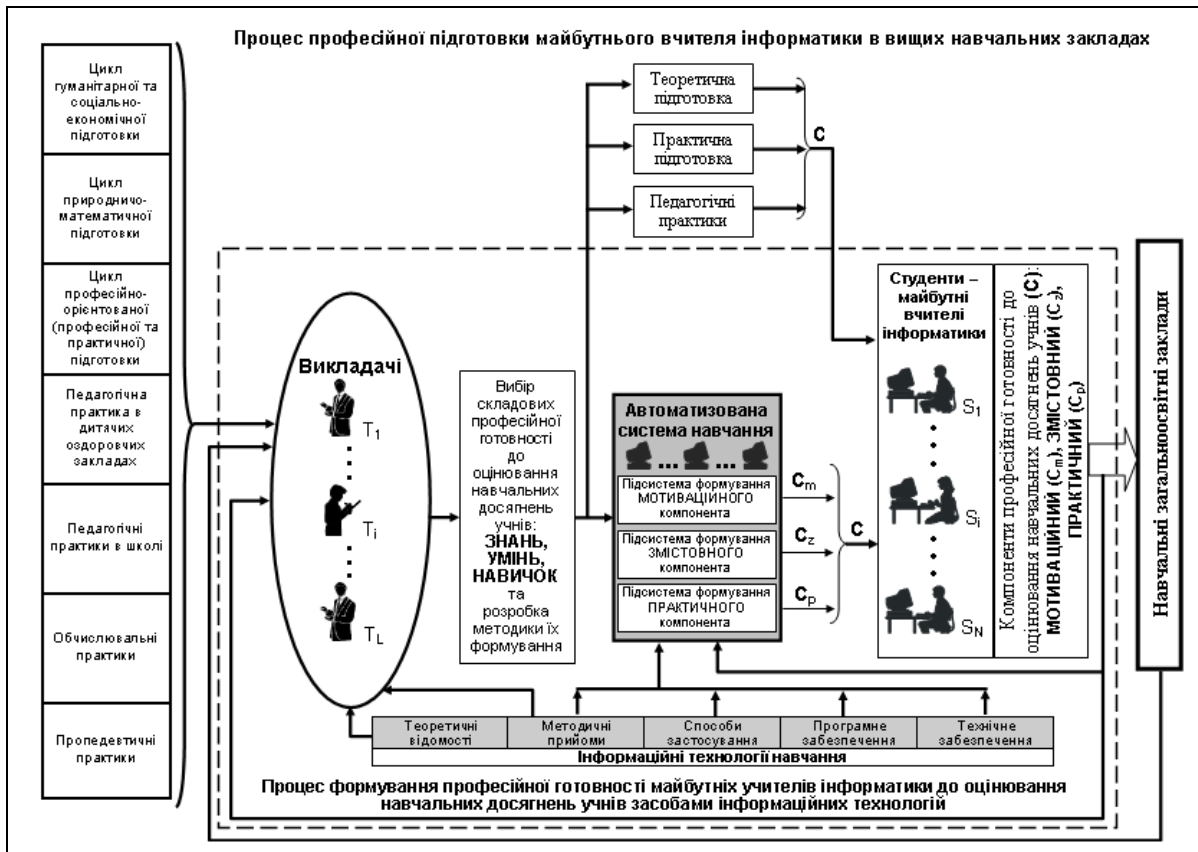 Процес професійної підготовки майбутнього вчителя інформатики в вищих навчальних закладах
Цикл
гуманітарної та
соціально-
економічної
підготовки
Цикл
природничо-
математичної
підготовки
Цикл
професійно-
орієнтованої
(професійної та
практичної)
підготовки
Педагогічна
практика в
дитячих
оздоровчих
закладах
Педагогічні
практики в школі
Обчислювальні
практики
Пропедевтичні
практики
Теоретична
підготовка
Практична
підготовка
Педагогічні
практики
С
Викладачі
T1
Ti
TL
Вибір
складових
професійної
готовності
до
оцінювання
навчальних
досягнень
учнів:
ЗНАНЬ,
УМІНЬ,
НАВИЧОК
та
розробка
методики їх
формування
Автоматизована
система навчання
... ...
Підсистема формування
МОТИВАЦІЙНОГО
компонента
Підсистема формування
ЗМІСТОВНОГО
компонента
Підсистема формування
ПРАКТИЧНОГО
компонента
Cm
Cz
Cp
С
Студенти –
майбутні
вчителі
інформатики
S1
Si
SN
Компоненти професійної готовності до
оцінювання навчальних досягнень учнів (С):
МОТИВАЦІЙНИЙ (Cm), ЗМІСТОВНИЙ (Cz),
ПРАКТИЧНИЙ (Cp)
Навчальні загальноосвітні заклади
Теоретичні
відомості
Методичні
прийоми
Способи
застосування
Програмне
забезпечення
Технічне
забезпечення
Інформаційні технології навчання
Процес формування професійної готовності майбутніх учителів інформатики до оцінювання
навчальних досягнень учнів засобами інформаційних технологій